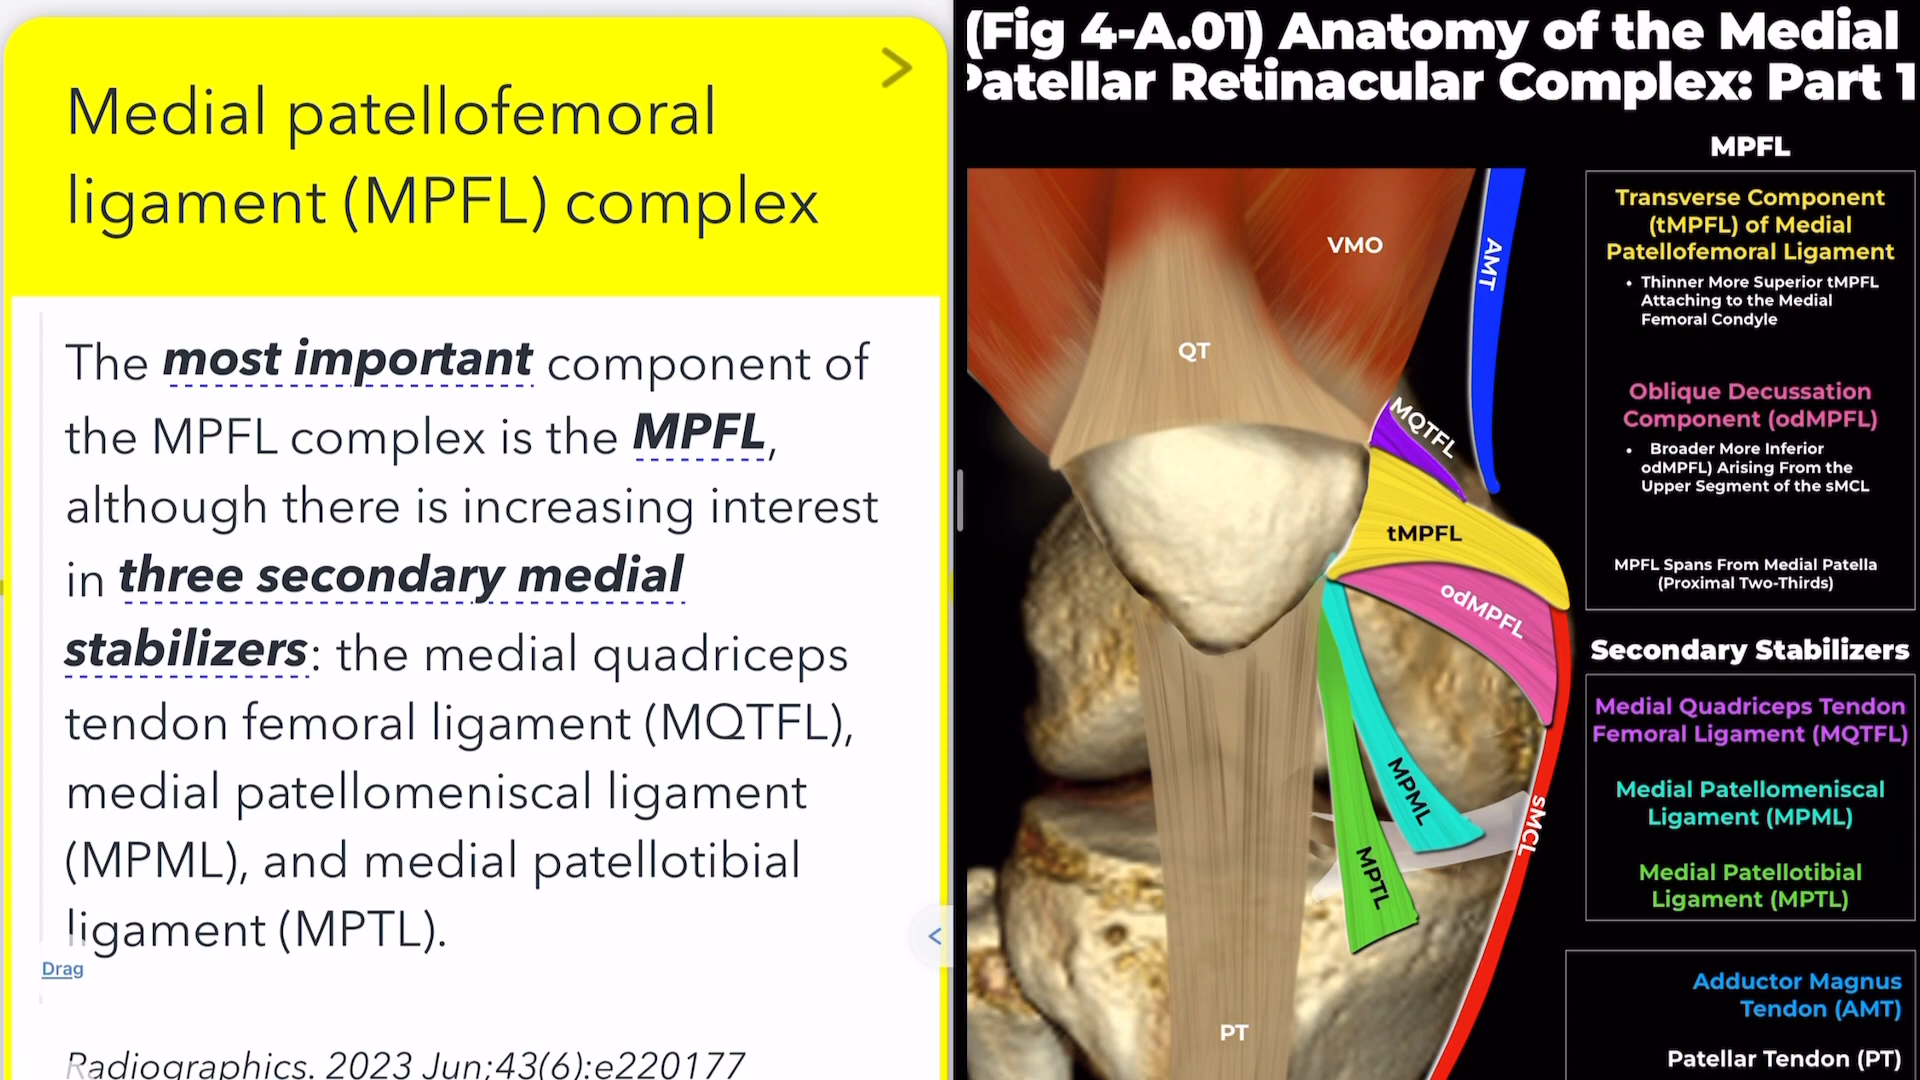 Medial patellofemoral
ligament (MPFL) complex
>
The most important component of
the MPFL complex is the MPFL,
although there is increasing interest
in three secondary medial
stabilizers: the medial quadriceps
tendon femoral ligament (MQTFL),
medial patellomeniscal ligament
(MPML), and medial patellotibial
ligament (MPTL).
<
Drag
Radiographics. 2023 Jun;43(6):e220177
(Fig 4-A.01) Anatomy of the Medial
Patellar Retinacular Complex: Part 1
VMO
AMT
QT
MQTFL
tMPFL
odMPFL
MPML
sMCL
MPTL
PT
MPFL
Transverse Component
(tMPFL) of Medial
Patellofemoral Ligament
• Thinner More Superior tMPFL
Attaching to the Medial
Femoral Condyle
Oblique Decussation
Component (odMPFL)
• Broader More Inferior
odMPFL) Arising From the
Upper Segment of the sMCL
MPFL Spans From Medial Patella
(Proximal Two-Thirds)
Secondary Stabilizers
Medial Quadriceps Tendon
Femoral Ligament (MQTFL)
Medial Patellomeniscal
Ligament (MPML)
Medial Patellotibial
Ligament (MPTL)
Adductor Magnus
Tendon (AMT)
Patellar Tendon (PT)